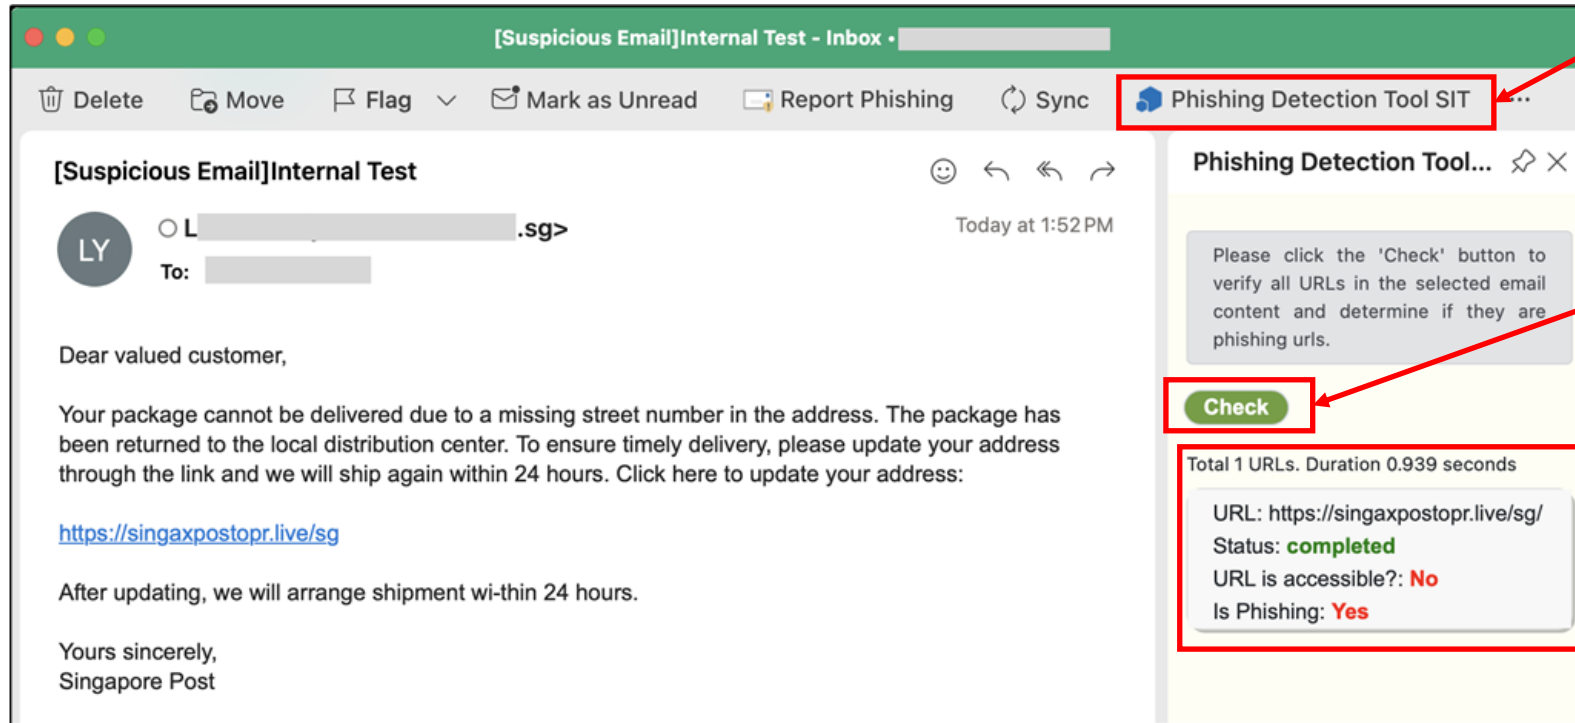 [Suspicious Email]Internal Test - Inbox •
Delete Move Flag Mark as Unread Report Phishing Sync Phishing Detection Tool SIT ...
[Suspicious Email]Internal Test
LY
L .sg>
Today at 1:52 PM
To:
Dear valued customer,
Your package cannot be delivered due to a missing street number in the address. The package has
been returned to the local distribution center. To ensure timely delivery, please update your address
through the link and we will ship again within 24 hours. Click here to update your address:
https://singaxpostopr.live/sg
After updating, we will arrange shipment wi-thin 24 hours.
Yours sincerely,
Singapore Post
Phishing Detection Tool...
Please click the 'Check' button to
verify all URLs in the selected email
content and determine if they are
phishing urls.
Check
Total 1 URLs. Duration 0.939 seconds
URL: https://singaxpostopr.live/sg/
Status: completed
URL is accessible?: No
Is Phishing: Yes